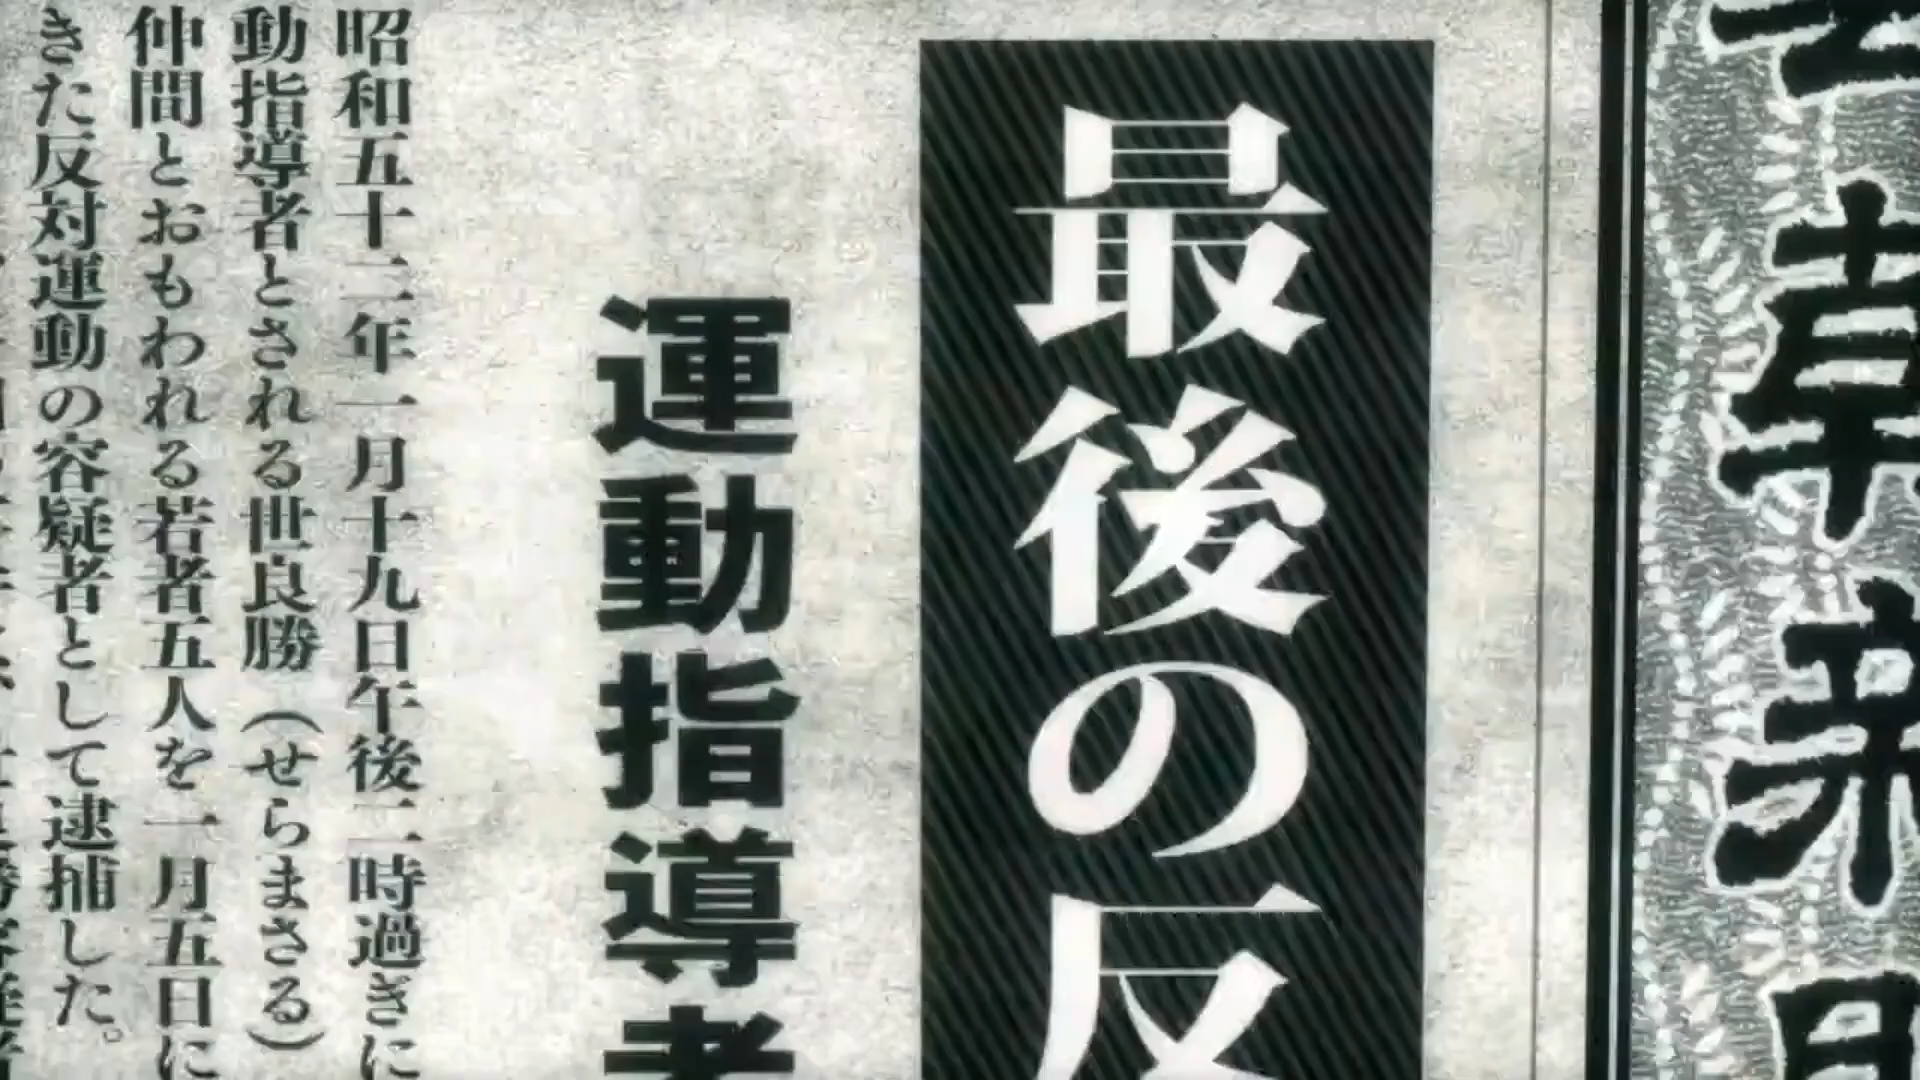 最後の反
運動指導者
昭和五十二年一月十九日午後二時過ぎに
動指導者とされる世良勝（せらまさる）
仲間とおもわれる若者五人を一月五日に
きた反対運動の容疑者として逮捕した。